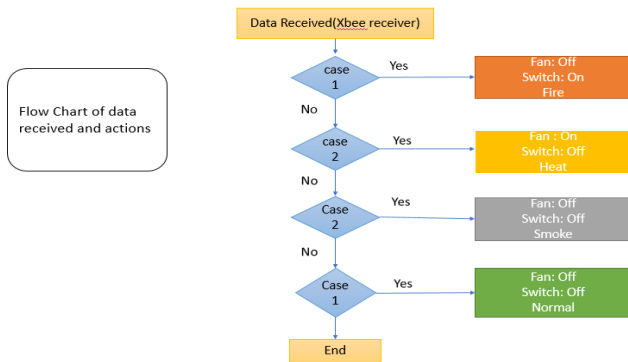 Data Received(Xbee receiver)
case
1
Yes
Fan: Off
Switch: On
Fire
Flow Chart of data
received and actions
No
case
2
Yes
Fan : On
Switch: Off
Heat
No
Case
2
Yes
Fan: Off
Switch: Off
Smoke
No
Case
1
Yes
Fan: Off
Switch: Off
Normal
End